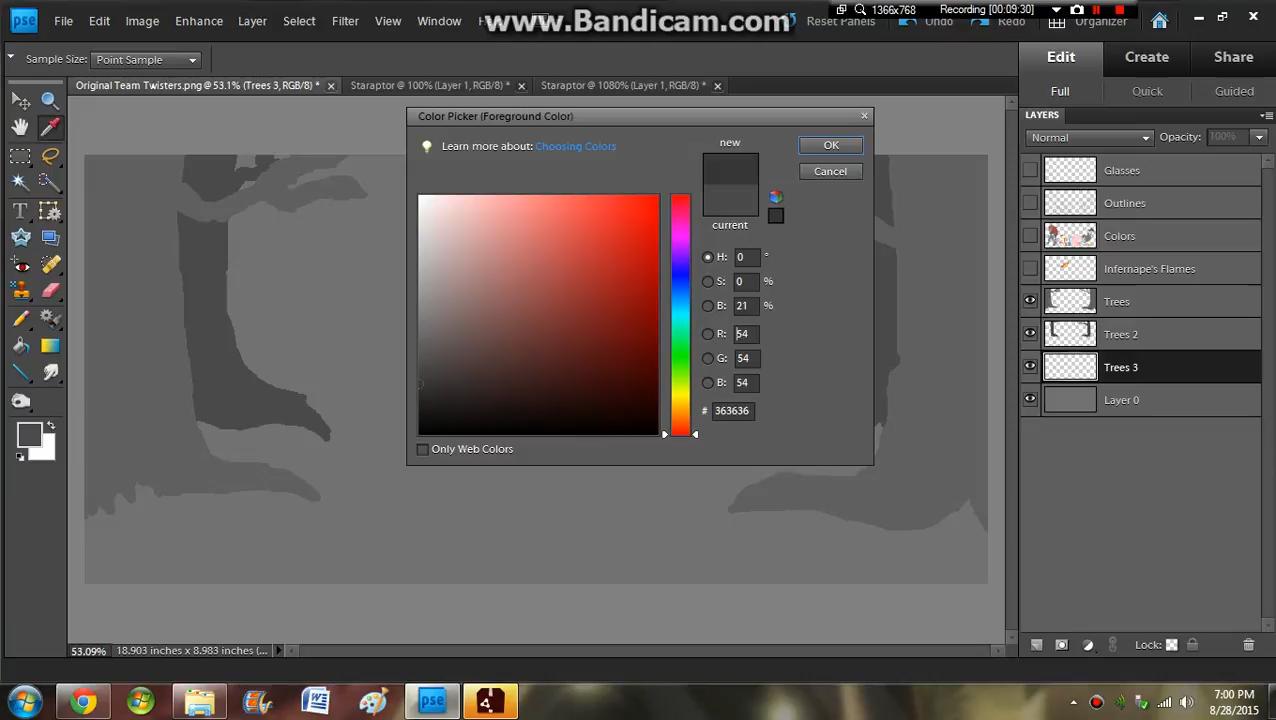 www.Bandicam.com
1366x768 Recording [00:09:30]
pse File Edit Image Enhance Layer Select Filter View Window Reset Panels Undo Redo Organizer
Sample Size: Point Sample
Edit Create Share
Full Quick Guided
Original Team Twisters.png @ 53.1% (Trees 3, RGB/8) *
Staraptor @ 100% (Layer 1, RGB/8) *
Staraptor @ 1080% (Layer 1, RGB/8) *
LAYERS
Normal Opacity: 100%
Glasses
Outlines
Colors
Infernape's Flames
Trees
Trees 2
Trees 3
Layer 0
Lock:
Color Picker (Foreground Color)
Learn more about: Choosing Colors
new
current
OK
Cancel
H: 0 °
S: 0 %
B: 21 %
R: 54
G: 54
B: 54
# 363636
Only Web Colors
53.09% 18.903 inches x 8.983 inches (...
pse
7:00 PM
8/28/2015